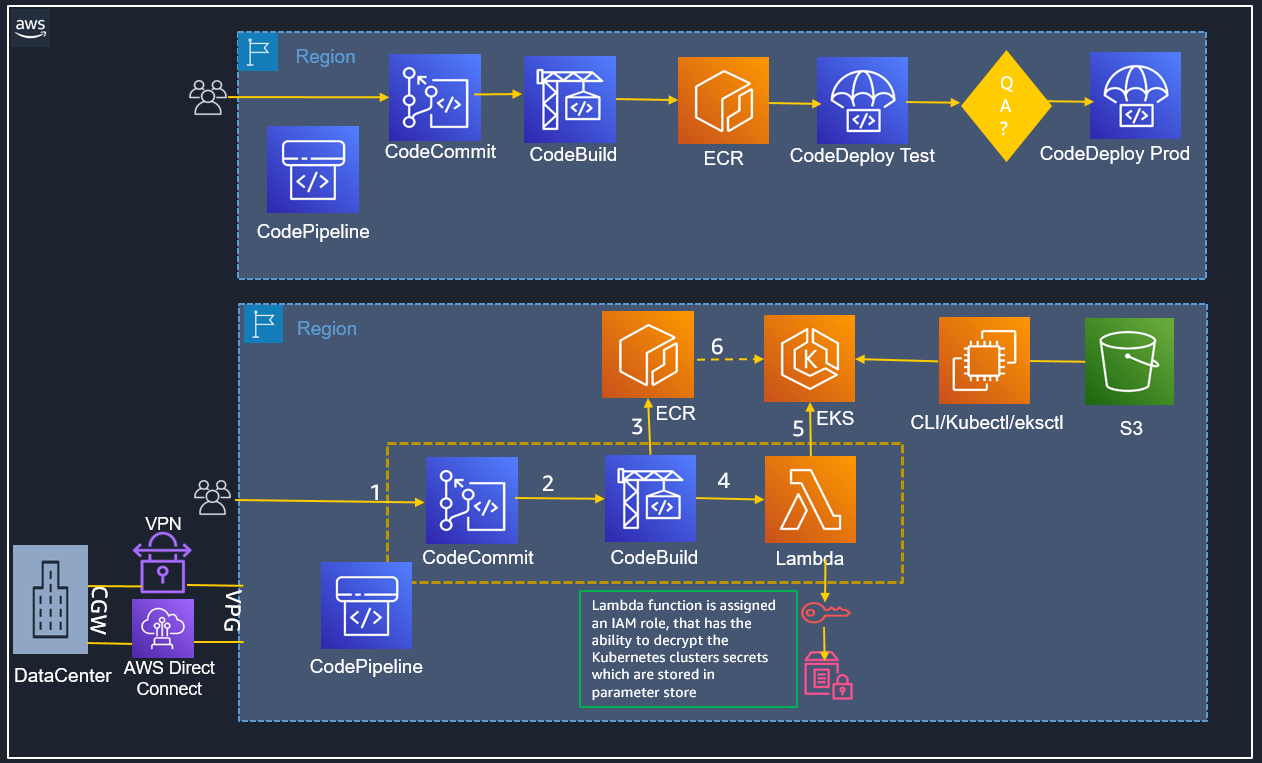 aws
Region
CodeCommit
CodeBuild
ECR
CodeDeploy Test
Q
A
?
CodeDeploy Prod
CodePipeline
Region
ECR
6
EKS
CLI/Kubectl/eksctl
S3
3
5
1
2
4
CodeCommit
CodeBuild
Lambda
VPN
CGW
VPG
DataCenter
AWS Direct
Connect
CodePipeline
Lambda function is assigned
an IAM role, that has the
ability to decrypt the
Kubernetes clusters secrets
which are stored in
parameter store